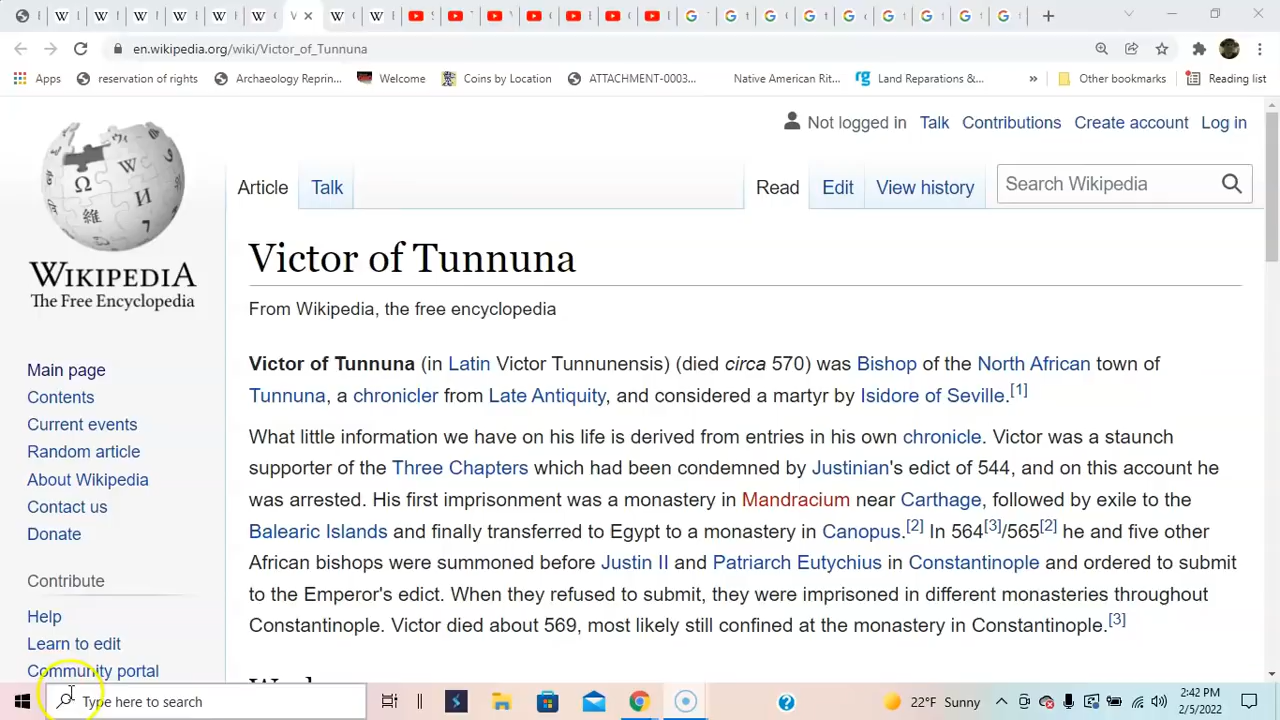 en.wikipedia.org/wiki/Victor_of_Tunnuna
Apps reservation of rights Archaeology Reprin... Welcome Coins by Location ATTACHMENT-0003... Native American Rit... Land Reparations &... » Other bookmarks Reading list
Not logged in Talk Contributions Create account Log in
Article Talk Read Edit View history Search Wikipedia
WIKIPEDIA
The Free Encyclopedia
Victor of Tunnuna
From Wikipedia, the free encyclopedia
Victor of Tunnuna (in Latin Victor Tunnunensis) (died circa 570) was Bishop of the North African town of
Tunnuna, a chronicler from Late Antiquity, and considered a martyr by Isidore of Seville.[1]
What little information we have on his life is derived from entries in his own chronicle. Victor was a staunch
supporter of the Three Chapters which had been condemned by Justinian's edict of 544, and on this account he
was arrested. His first imprisonment was a monastery in Mandracium near Carthage, followed by exile to the
Balearic Islands and finally transferred to Egypt to a monastery in Canopus.[2] In 564[3]/565[2] he and five other
African bishops were summoned before Justin II and Patriarch Eutychius in Constantinople and ordered to submit
to the Emperor's edict. When they refused to submit, they were imprisoned in different monasteries throughout
Constantinople. Victor died about 569, most likely still confined at the monastery in Constantinople.[3]
Main page
Contents
Current events
Random article
About Wikipedia
Contact us
Donate
Contribute
Help
Learn to edit
Community portal
Type here to search
22°F Sunny
2:42 PM
2/5/2022